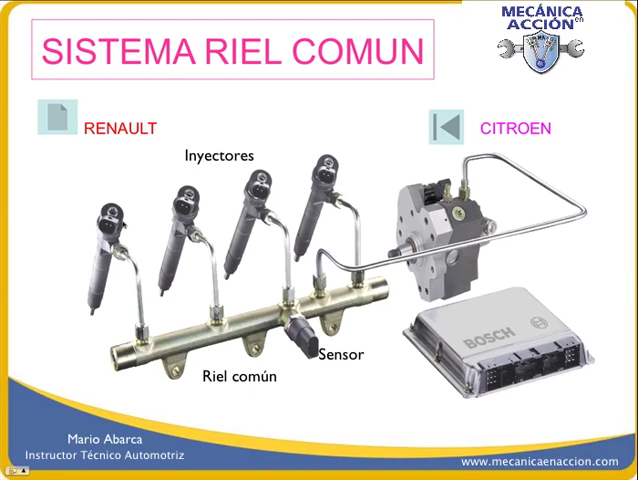 MECÁNICA
en
ACCIÓN
SISTEMA RIEL COMUN
RENAULT
CITROEN
Inyectores
BOSCH
Sensor
Riel común
Mario Abarca
Instructor Técnico Automotriz
www.mecanicaenaccion.com